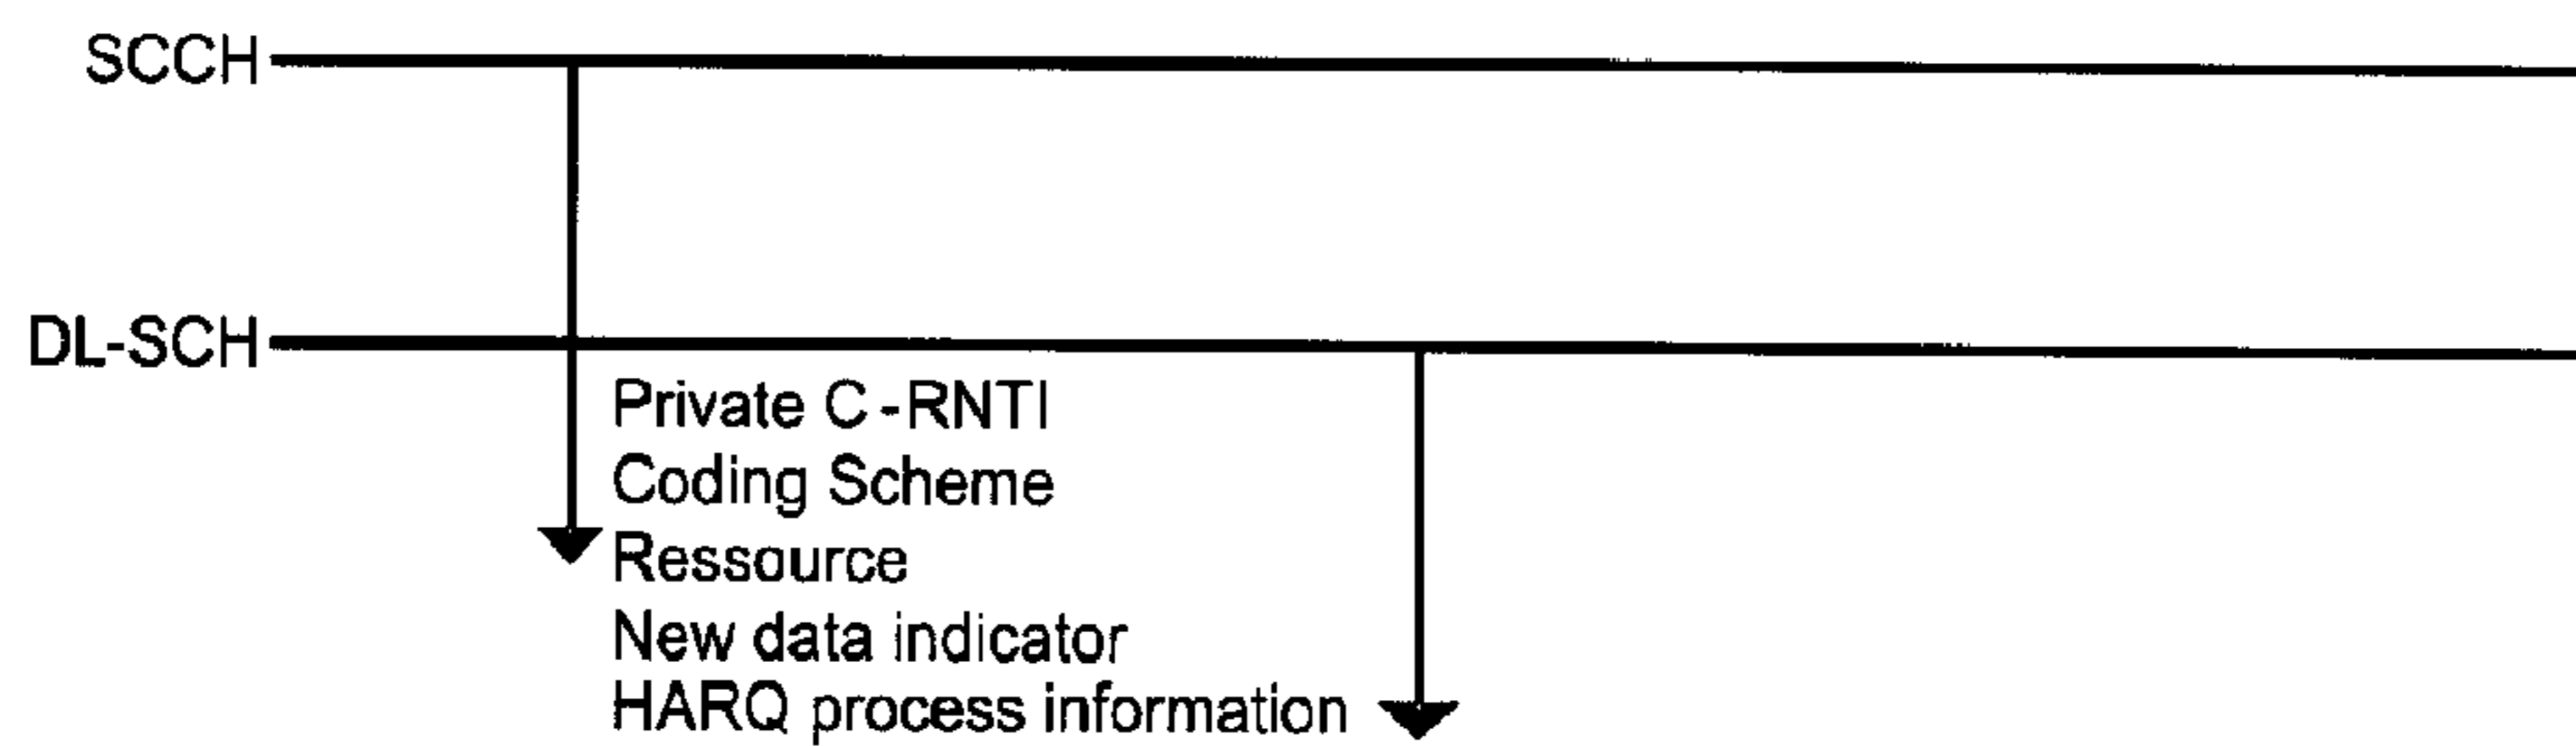 SCCH
DL-SCH
Private C-RNTI
Coding Scheme
Ressource
New data indicator
HARQ process information